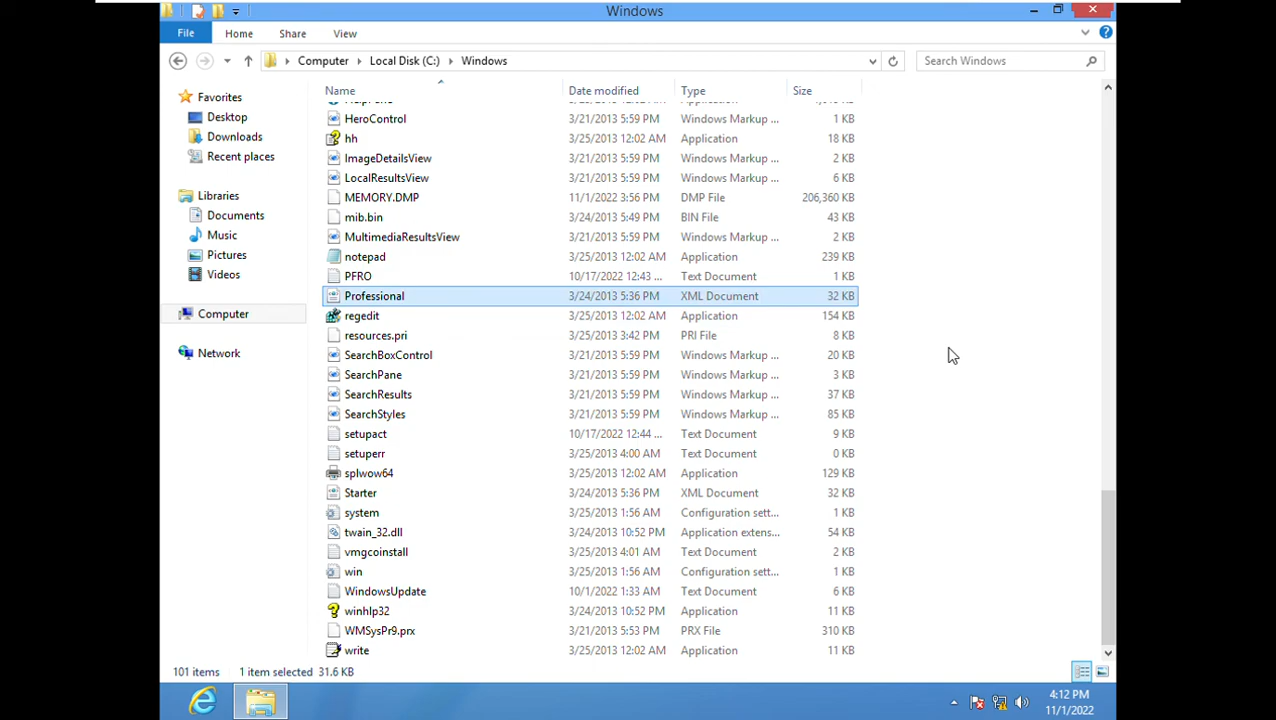 Windows
File Home Share View
Computer Local Disk (C:) Windows Search Windows
Name Date modified Type Size
Favorites
Desktop
Downloads
Recent places
Libraries
Documents
Music
Pictures
Videos
Computer
Network
HeroControl 3/21/2013 5:59 PM Windows Markup ... 1 KB
hh 3/25/2013 12:02 AM Application 18 KB
ImageDetailsView 3/21/2013 5:59 PM Windows Markup ... 2 KB
LocalResultsView 3/21/2013 5:59 PM Windows Markup ... 6 KB
MEMORY.DMP 11/1/2022 3:56 PM DMP File 206,360 KB
mib.bin 3/24/2013 5:49 PM BIN File 43 KB
MultimediaResultsView 3/21/2013 5:59 PM Windows Markup ... 2 KB
notepad 3/25/2013 12:02 AM Application 239 KB
PFRO 10/17/2022 12:43 ... Text Document 1 KB
Professional 3/24/2013 5:36 PM XML Document 32 KB
regedit 3/25/2013 12:02 AM Application 154 KB
resources.pri 3/25/2013 3:42 PM PRI File 8 KB
SearchBoxControl 3/21/2013 5:59 PM Windows Markup ... 20 KB
SearchPane 3/21/2013 5:59 PM Windows Markup ... 3 KB
SearchResults 3/21/2013 5:59 PM Windows Markup ... 37 KB
SearchStyles 3/21/2013 5:59 PM Windows Markup ... 85 KB
setupact 10/17/2022 12:44 ... Text Document 9 KB
setuperr 3/25/2013 4:00 AM Text Document 0 KB
splwow64 3/25/2013 12:02 AM Application 129 KB
Starter 3/24/2013 5:36 PM XML Document 32 KB
system 3/25/2013 1:56 AM Configuration sett... 1 KB
twain_32.dll 3/24/2013 10:52 PM Application extens... 54 KB
vmgcoinstall 3/25/2013 4:01 AM Text Document 2 KB
win 3/25/2013 1:56 AM Configuration sett... 1 KB
WindowsUpdate 10/1/2022 1:33 AM Text Document 6 KB
winhlp32 3/24/2013 10:52 PM Application 11 KB
WMSysPr9.prx 3/21/2013 5:53 PM PRX File 310 KB
write 3/25/2013 12:02 AM Application 11 KB
101 items 1 item selected 31.6 KB
4:12 PM
11/1/2022